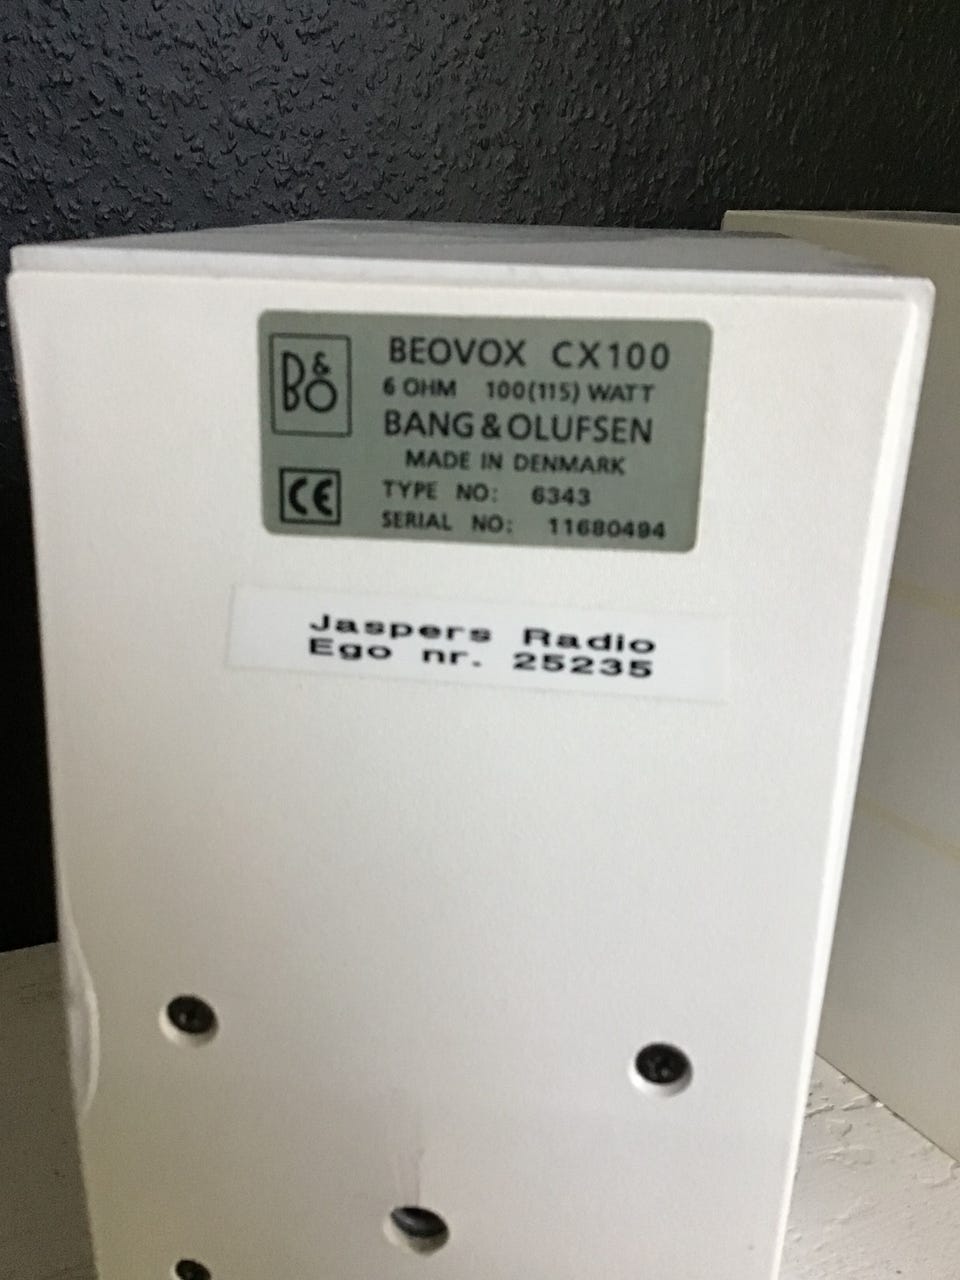 B&O
BEOVOX CX100
6 OHM 100(115) WATT
BANG & OLUFSEN
MADE IN DENMARK
CE
TYPE NO: 6343
SERIAL NO: 11680494
Jaspers Radio
Ego nr. 25235